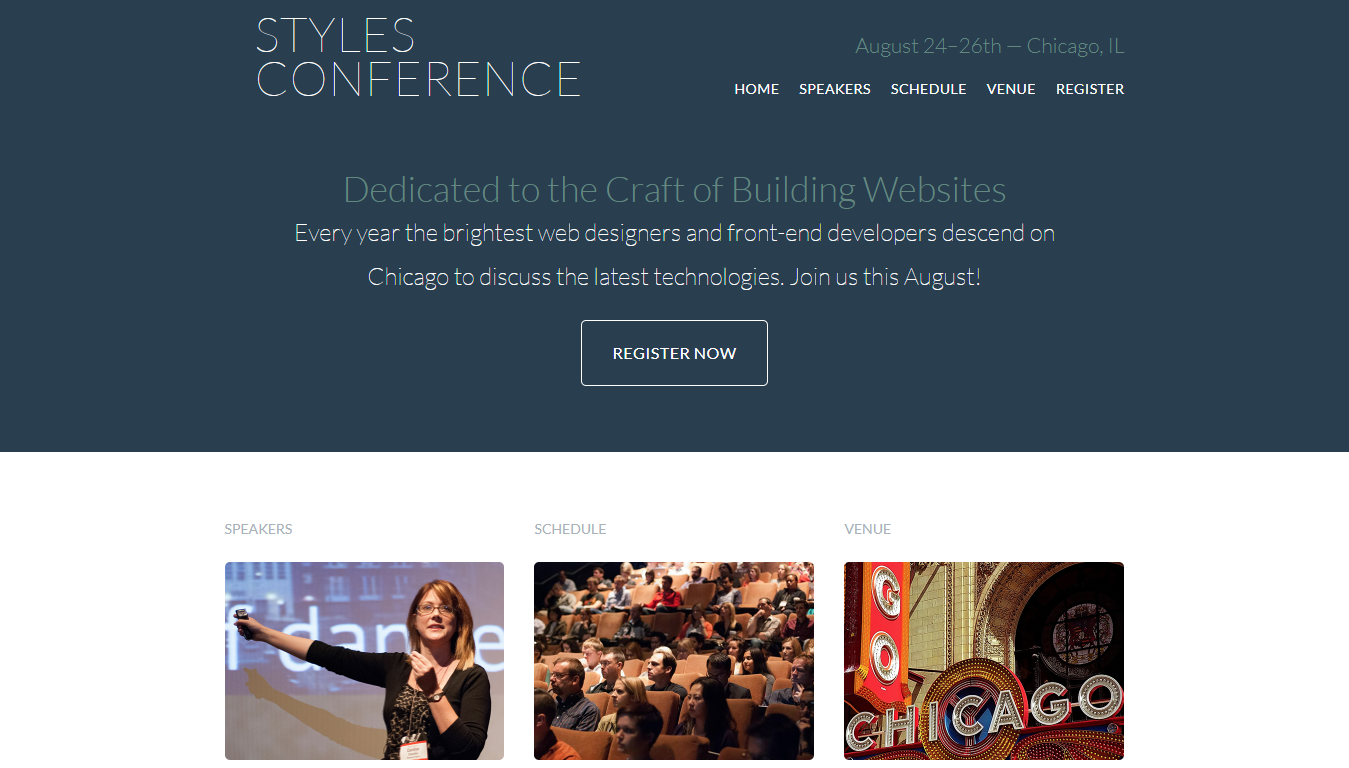 STYLES
CONFERENCE
August 24–26th — Chicago, IL
HOME SPEAKERS SCHEDULE VENUE REGISTER
Dedicated to the Craft of Building Websites
Every year the brightest web designers and front-end developers descend on
Chicago to discuss the latest technologies. Join us this August!
REGISTER NOW
SPEAKERS SCHEDULE VENUE
CHICAGO